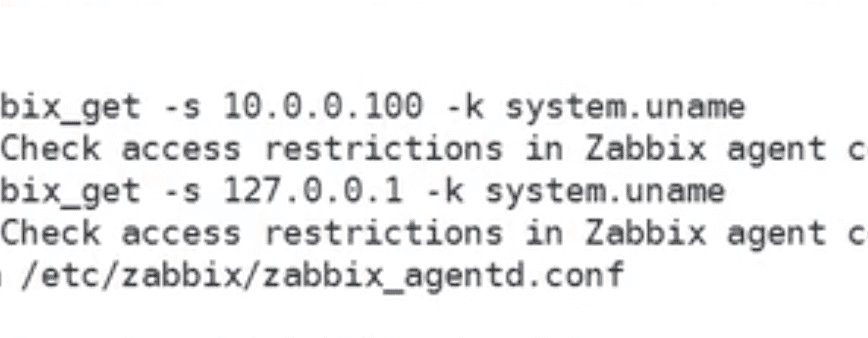 bix_get -s 10.0.0.100 -k system.uname
Check access restrictions in Zabbix agent c
bix_get -s 127.0.0.1 -k system.uname
Check access restrictions in Zabbix agent c
/etc/zabbix/zabbix_agentd.conf